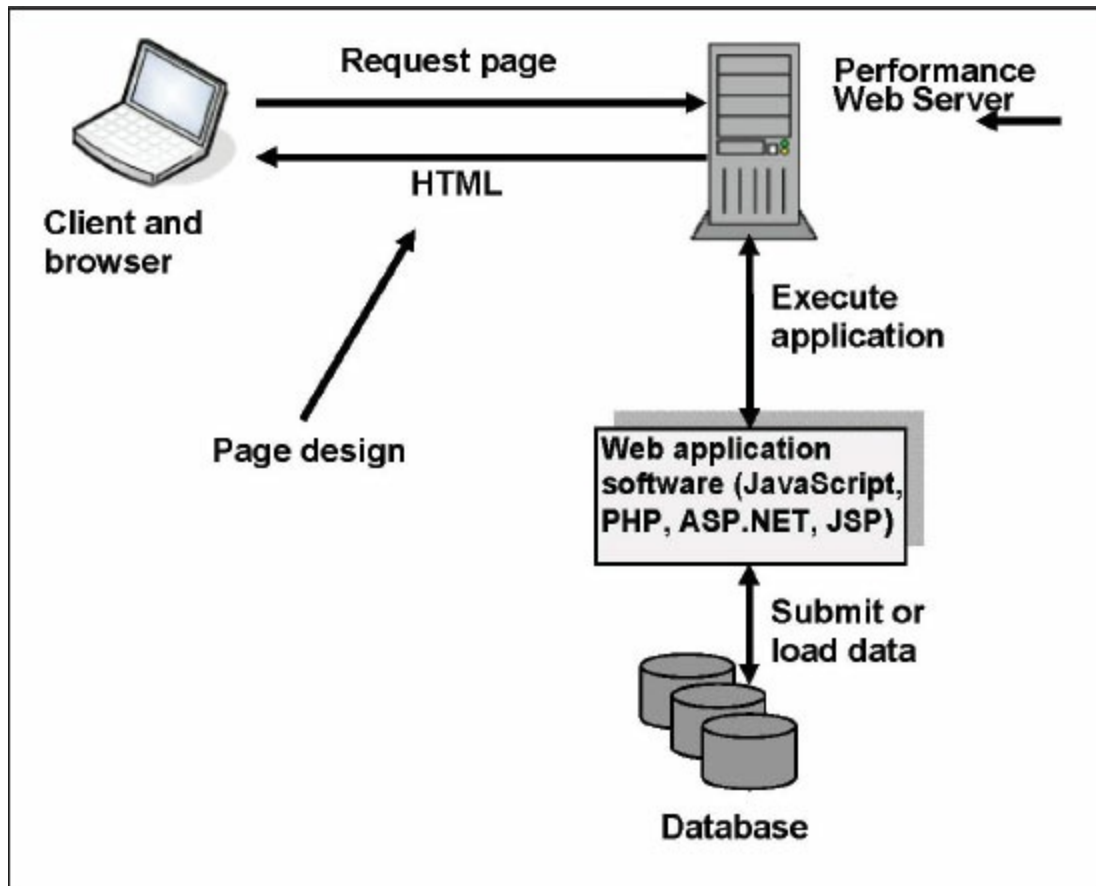 Request page
Performance
Web Server
HTML
Client and
browser
Execute
application
Page design
Web application
software (JavaScript,
PHP, ASP.NET, JSP)
Submit or
load data
Database